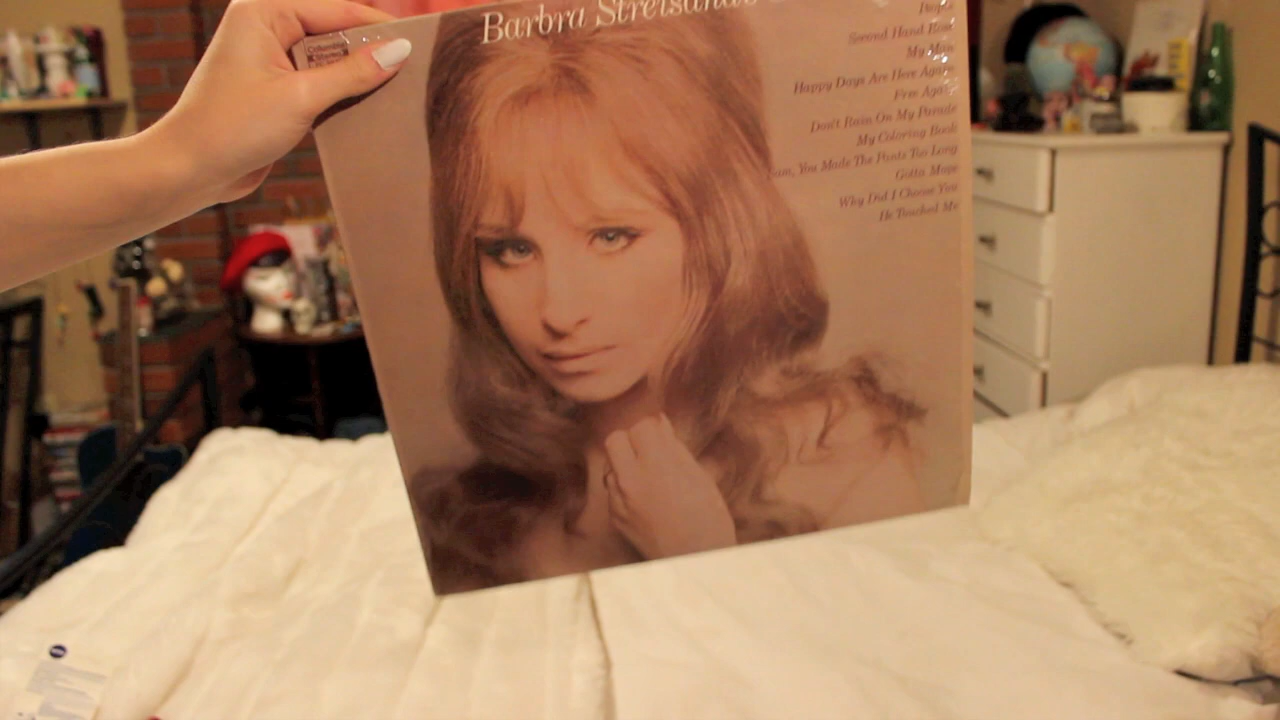 Barbra Streisand's
People
Second Hand Rose
My Man
Happy Days Are Here Again
Free Again
Don't Rain On My Parade
My Coloring Book
Sam, You Made The Pants Too Long
Gotta Move
Why Did I Choose You
He Touched Me
Columbia